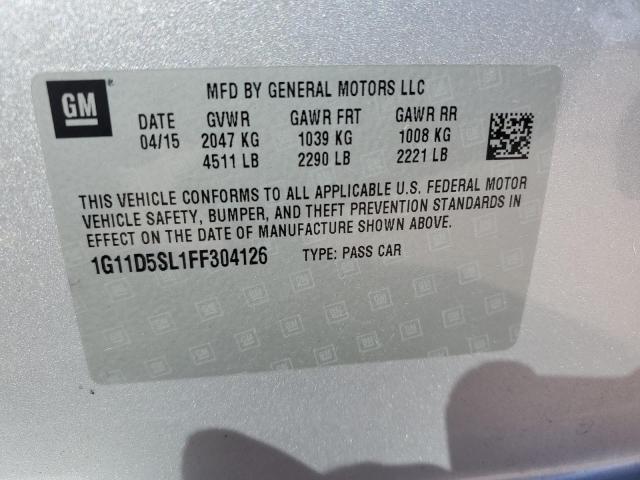 GM
MFD BY GENERAL MOTORS LLC
DATE GVWR GAWR FRT GAWR RR
04/15 2047 KG 1039 KG 1008 KG
4511 LB 2290 LB 2221 LB
THIS VEHICLE CONFORMS TO ALL APPLICABLE U.S. FEDERAL MOTOR
VEHICLE SAFETY, BUMPER, AND THEFT PREVENTION STANDARDS IN
EFFECT ON THE DATE OF MANUFACTURE SHOWN ABOVE.
1G11D5SL1FF304126 TYPE: PASS CAR